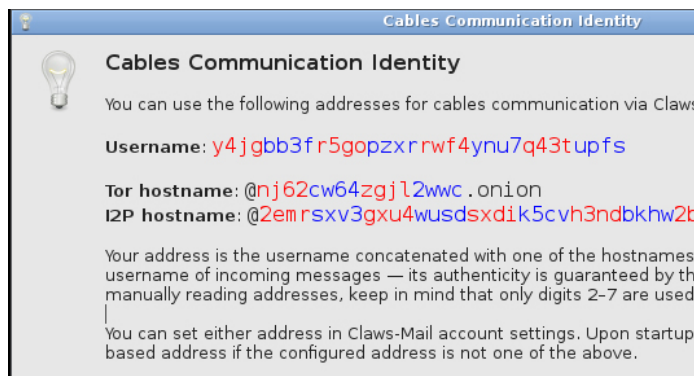 Cables Communication Identity
Cables Communication Identity
You can use the following addresses for cables communication via Claws
Username: y4jgbb3fr5gopzxrrwf4ynu7q43tupfs
Tor hostname: @nj62cw64zgjl2wwc.onion
I2P hostname: @2emrsxv3gxu4wusdsxdik5cvh3ndbkhw2b
Your address is the username concatenated with one of the hostnames
username of incoming messages — its authenticity is guaranteed by th
manually reading addresses, keep in mind that only digits 2–7 are used
You can set either address in Claws-Mail account settings. Upon startup
based address if the configured address is not one of the above.